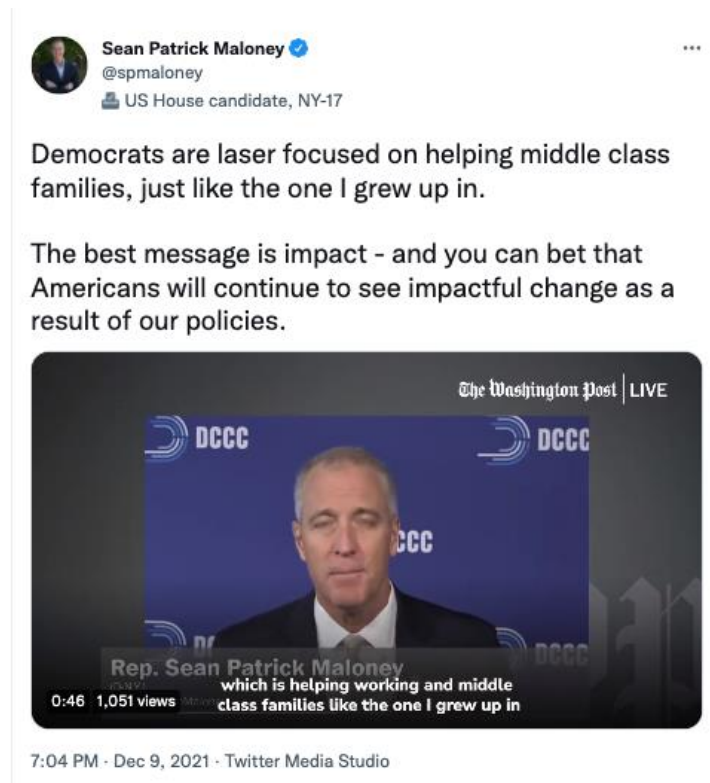 Sean Patrick Maloney
@spmaloney
US House candidate, NY-17
Democrats are laser focused on helping middle class
families, just like the one I grew up in.
The best message is impact - and you can bet that
Americans will continue to see impactful change as a
result of our policies.
The Washington Post | LIVE
DCCC DCCC
CCC
DCCC
Rep. Sean Patrick Maloney
which is helping working and middle
class families like the one I grew up in
0:46 1,051 views
7:04 PM · Dec 9, 2021 · Twitter Media Studio